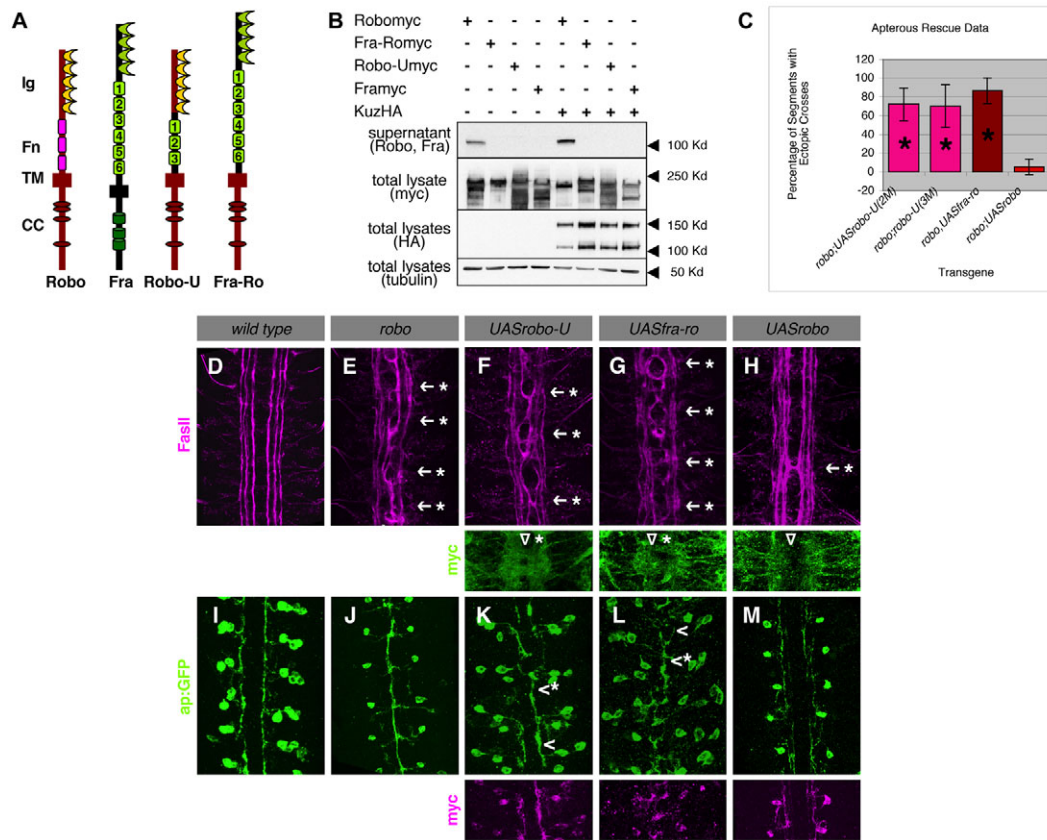 A
Ig
Fn
TM
CC
1
2
3
4
5
6
1
2
3
1
2
3
4
5
6
Robo Fra Robo-U Fra-Ro
B
Robomyc + - - - + - - -
Fra-Romyc - + - - - + - -
Robo-Umyc - - + - - - + -
Framyc - - - + - - - +
KuzHA - - - - + + + +
supernatant
(Robo, Fra)
100 Kd
total lysate
(myc)
250 Kd
total lysates
(HA)
150 Kd
100 Kd
total lysates
(tubulin)
50 Kd
C
Apterous Rescue Data
Percentage of Segments with
Ectopic Crosses
120
100
80
60
40
20
0
-20
* * *
robo;UASrobo-U(2M)
robo;robo-U(3M)
robo,UASfra-ro
robo;UASrobo
Transgene
wild type robo UASrobo-U UASfra-ro UASrobo
FasII
D E F G H
* * * *
* * *
* * * *
*
myc
* *
ap:GFP
I J K L M
* *
myc